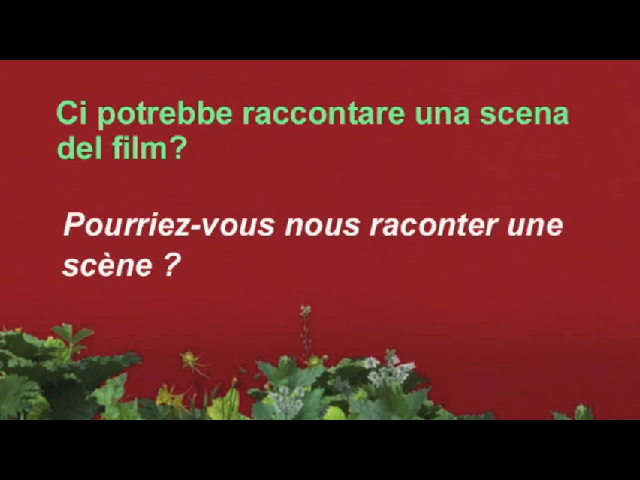 Ci potrebbe raccontare una scena
del film?
Pourriez-vous nous raconter une
scène ?